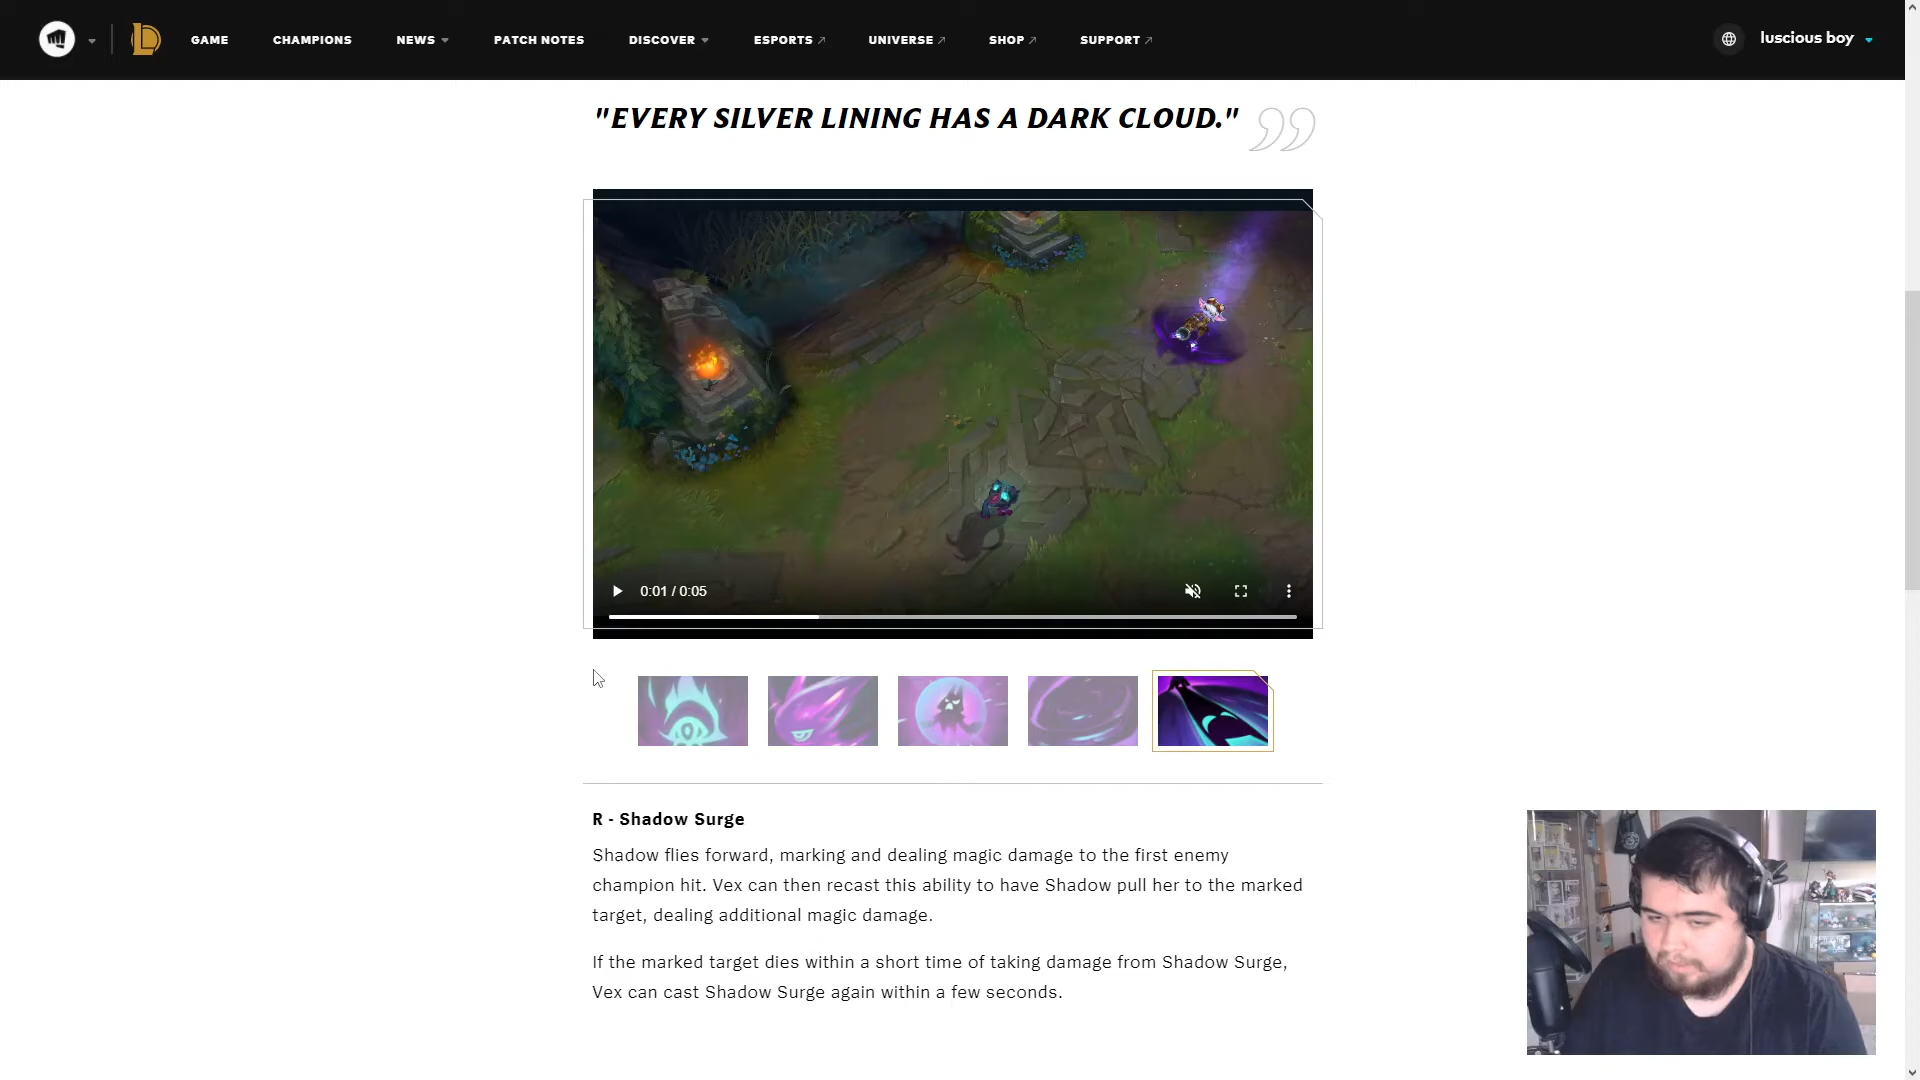 GAME CHAMPIONS NEWS PATCH NOTES DISCOVER ESPORTS UNIVERSE SHOP SUPPORT luscious boy
"EVERY SILVER LINING HAS A DARK CLOUD."
0:01 / 0:05
R - Shadow Surge
Shadow flies forward, marking and dealing magic damage to the first enemy
champion hit. Vex can then recast this ability to have Shadow pull her to the marked
target, dealing additional magic damage.
If the marked target dies within a short time of taking damage from Shadow Surge,
Vex can cast Shadow Surge again within a few seconds.